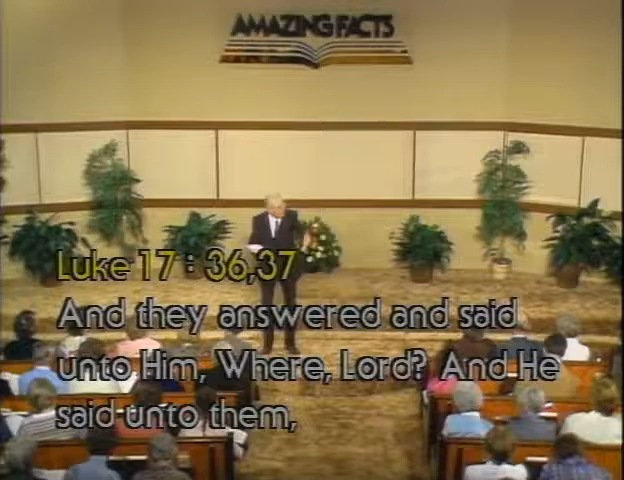 AMAZING FACTS
Luke 17 : 36,37
And they answered and said
unto Him, Where, Lord? And He
said unto them,